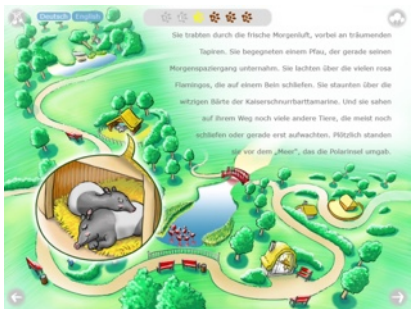 Deutsch English
Sie trabten durch die frische Morgenluft, vorbei an träumenden
Tapiren. Sie begegneten einem Pfau, der gerade seinen
Morgenspaziergang unternahm. Sie lachten über die vielen rosa
Flamingos, die auf einem Bein schliefen. Sie staunten über die
witzigen Bärte der Kaiserschnurrbarttamarine. Und sie sahen
auf ihrem Weg noch viele andere Tiere, die meist noch
schliefen oder gerade erst aufwachten. Plötzlich standen
sie vor dem „Meer“, das die Polarinsel umgab.